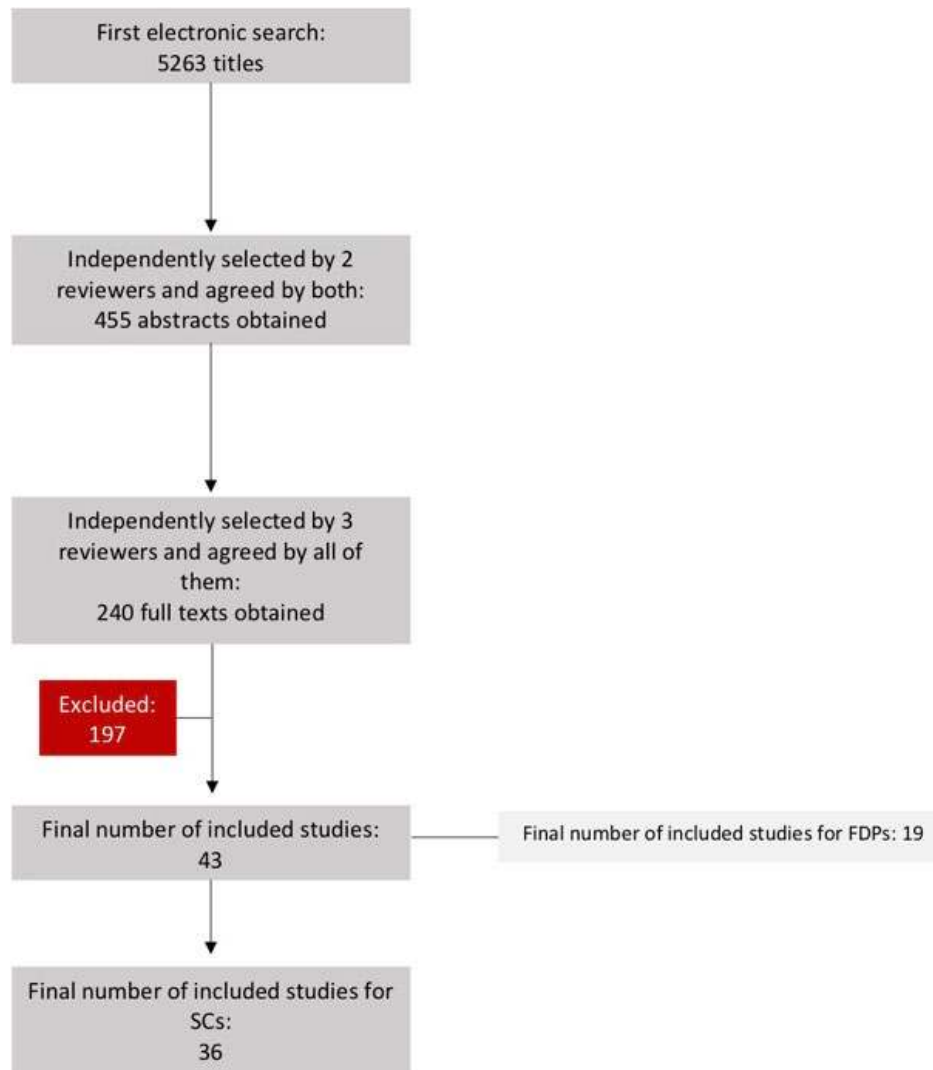 First electronic search:
5263 titles
Independently selected by 2
reviewers and agreed by both:
455 abstracts obtained
Independently selected by 3
reviewers and agreed by all of
them:
240 full texts obtained
Excluded:
197
Final number of included studies:
43
Final number of included studies for FDPs: 19
Final number of included studies for
SCs:
36